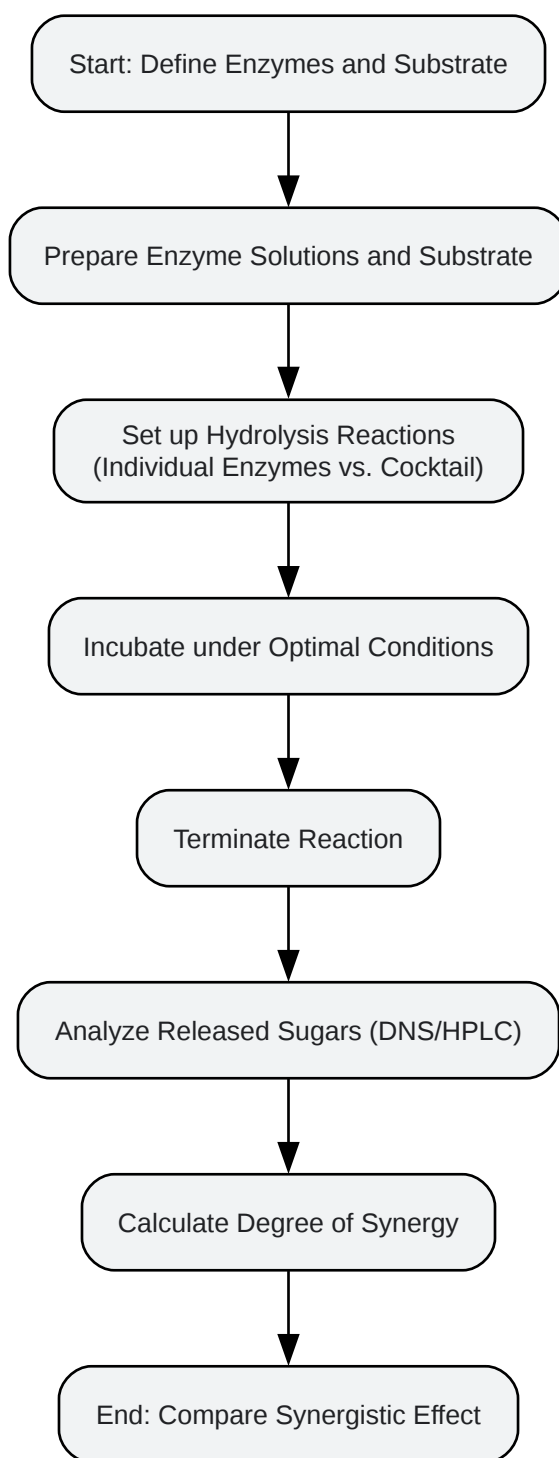 Start: Define Enzymes and Substrate
Prepare Enzyme Solutions and Substrate
Set up Hydrolysis Reactions
(Individual Enzymes vs. Cocktail)
Incubate under Optimal Conditions
Terminate Reaction
Analyze Released Sugars (DNS/HPLC)
Calculate Degree of Synergy
End: Compare Synergistic Effect